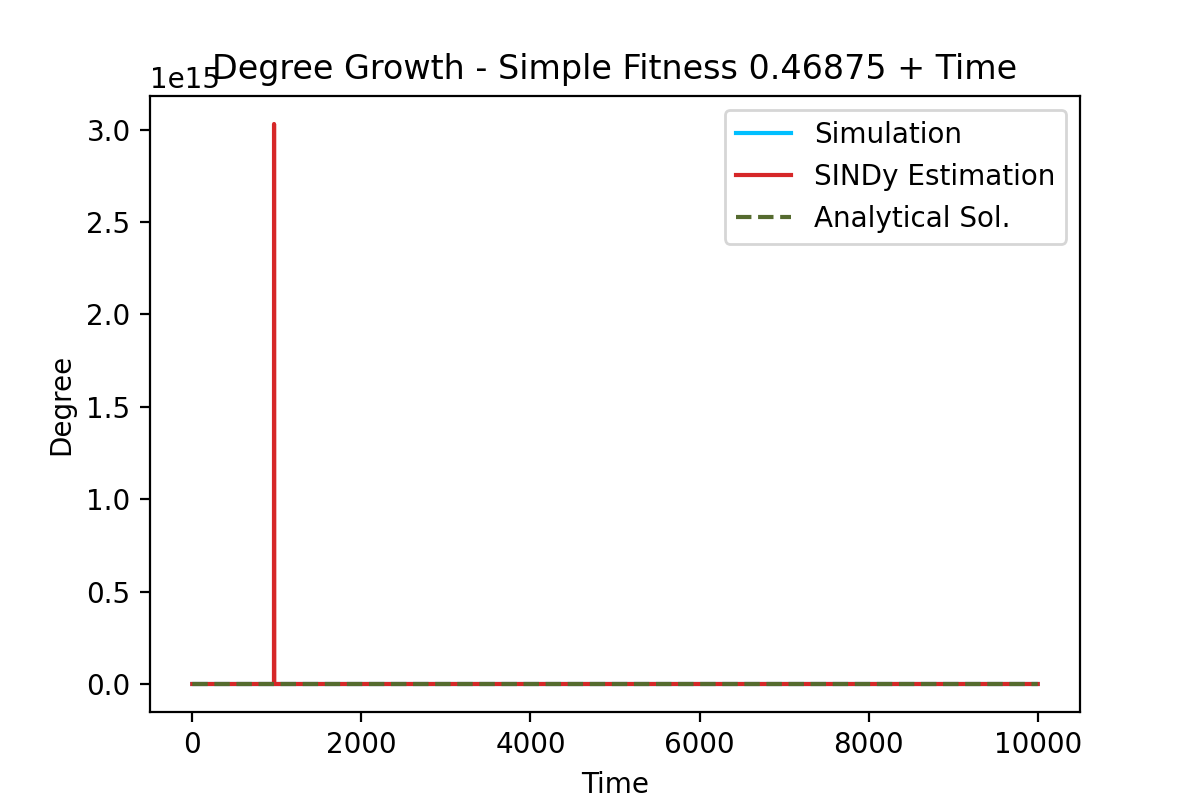 Degree Growth - Simple Fitness 0.46875 + Time
1e15
Simulation
SINDy Estimation
Analytical Sol.
3.0
2.5
2.0
1.5
1.0
0.5
0.0
Degree
0 2000 4000 6000 8000 10000
Time